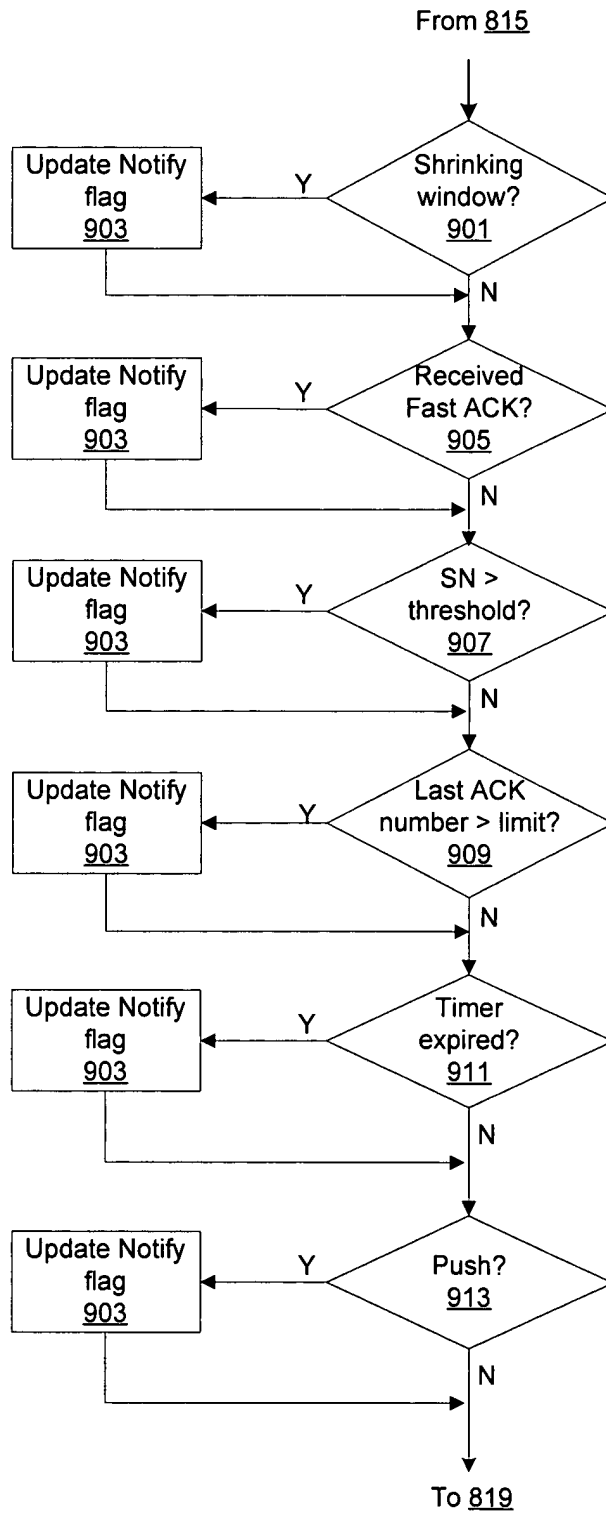 From 815
Shrinking
window?
901
Y
Update Notify
flag
903
N
Received
Fast ACK?
905
Y
Update Notify
flag
903
N
SN >
threshold?
907
Y
Update Notify
flag
903
N
Last ACK
number > limit?
909
Y
Update Notify
flag
903
N
Timer
expired?
911
Y
Update Notify
flag
903
N
Push?
913
Y
Update Notify
flag
903
N
To 819